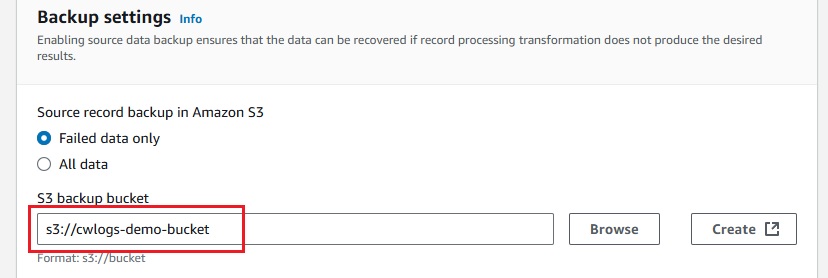 Backup settings Info
Enabling source data backup ensures that the data can be recovered if record processing transformation does not produce the desired
results.
Source record backup in Amazon S3
Failed data only
All data
S3 backup bucket
s3://cwlogs-demo-bucket Browse Create
Format: s3://bucket